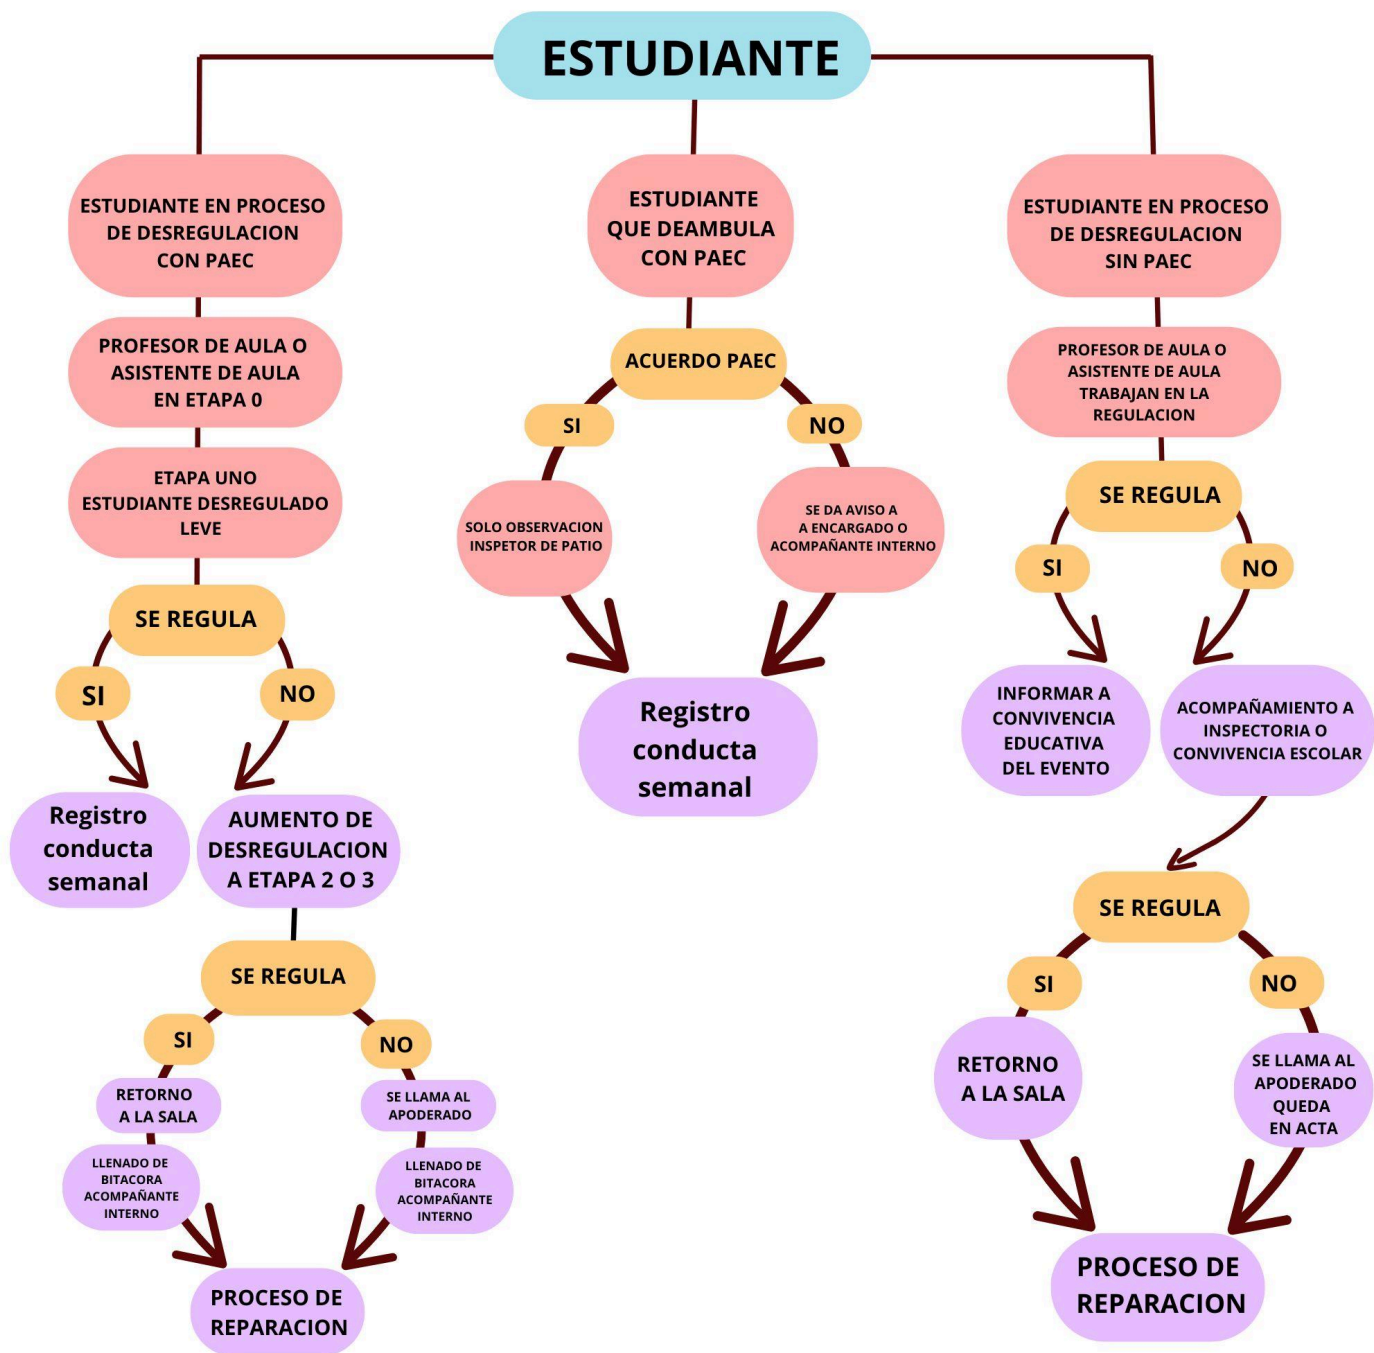 ESTUDIANTE
ESTUDIANTE EN PROCESO
DE DESREGULACION
CON PAEC
PROFESOR DE AULA O
ASISTENTE DE AULA
EN ETAPA 0
ETAPA UNO
ESTUDIANTE DESREGULADO
LEVE
SE REGULA
SI
NO
Registro
conducta
semanal
AUMENTO DE
DESREGULACION
A ETAPA 2 O 3
SE REGULA
SI
NO
RETORNO
A LA SALA
SE LLAMA AL
APODERADO
LLENADO DE
BITACORA
ACOMPAÑANTE
INTERNO
LLENADO DE
BITACORA
ACOMPAÑANTE
INTERNO
PROCESO DE
REPARACION
ESTUDIANTE
QUE DEAMBULA
CON PAEC
ACUERDO PAEC
SI
NO
SOLO OBSERVACION
INSPETOR DE PATIO
SE DA AVISO A
A ENCARGADO O
ACOMPAÑANTE INTERNO
Registro
conducta
semanal
ESTUDIANTE EN PROCESO
DE DESREGULACION
SIN PAEC
PROFESOR DE AULA O
ASISTENTE DE AULA
TRABAJAN EN LA
REGULACION
SE REGULA
SI
NO
INFORMAR A
CONVIVENCIA
EDUCATIVA
DEL EVENTO
ACOMPAÑAMIENTO A
INSPECTORIA O
CONVIVENCIA ESCOLAR
SE REGULA
SI
NO
RETORNO
A LA SALA
SE LLAMA AL
APODERADO
QUEDA
EN ACTA
PROCESO DE
REPARACION